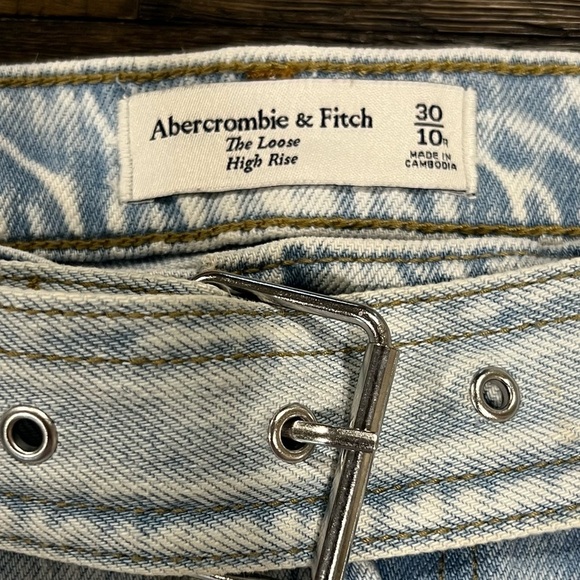 Abercrombie & Fitch
The Loose
High Rise
30
10R
MADE IN
CAMBODIA